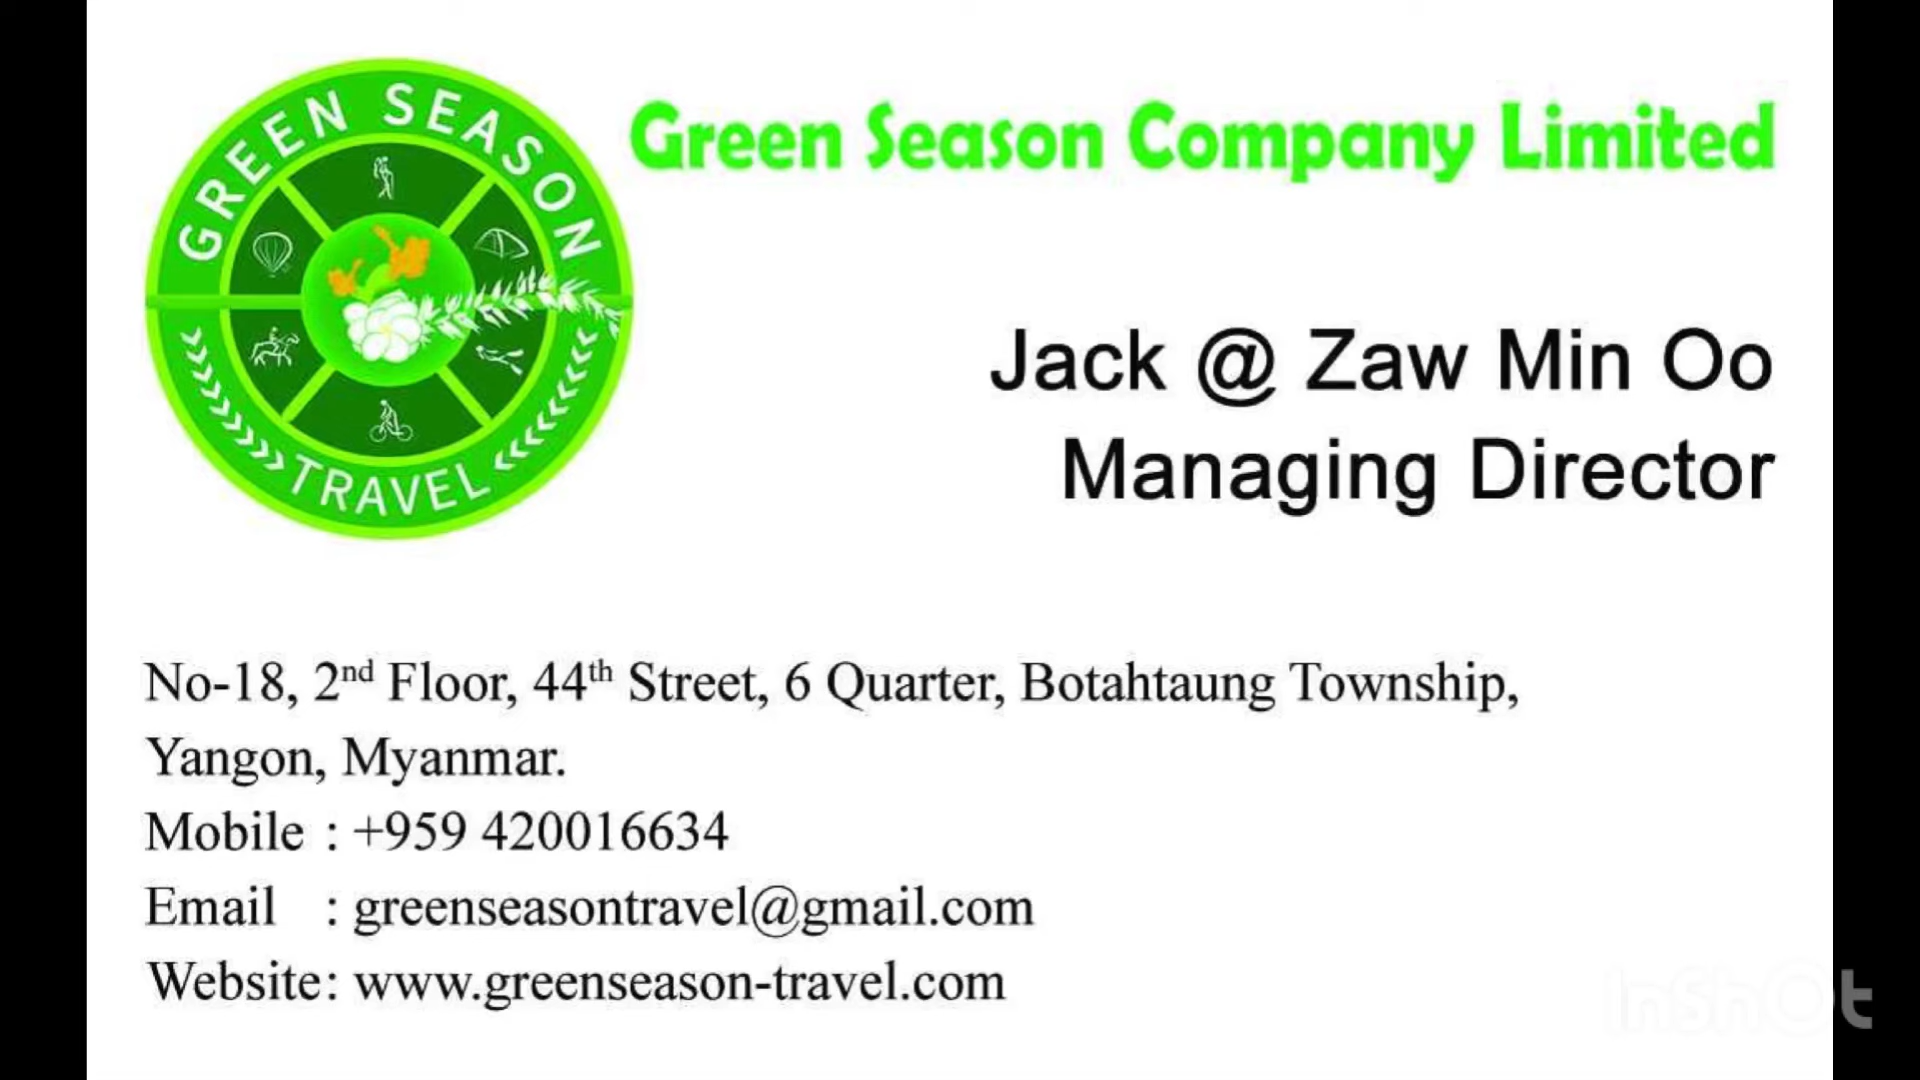 GREEN SEASON
TRAVEL
Green Season Company Limited
Jack @ Zaw Min Oo
Managing Director
No-18, 2nd Floor, 44th Street, 6 Quarter, Botahtaung Township,
Yangon, Myanmar.
Mobile : +959 420016634
Email : greenseasontravel@gmail.com
Website: www.greenseason-travel.com
InShOt